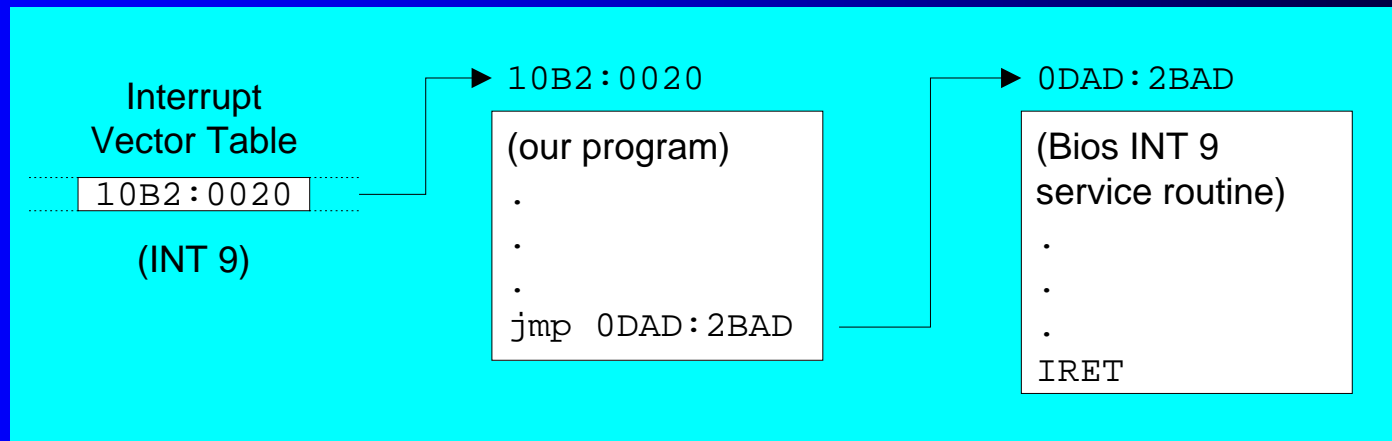 Interrupt
Vector Table
10B2:0020
(INT 9)
10B2:0020
(our program)
.
.
.
jmp 0DAD:2BAD
0DAD:2BAD
(Bios INT 9
service routine)
.
.
.
IRET